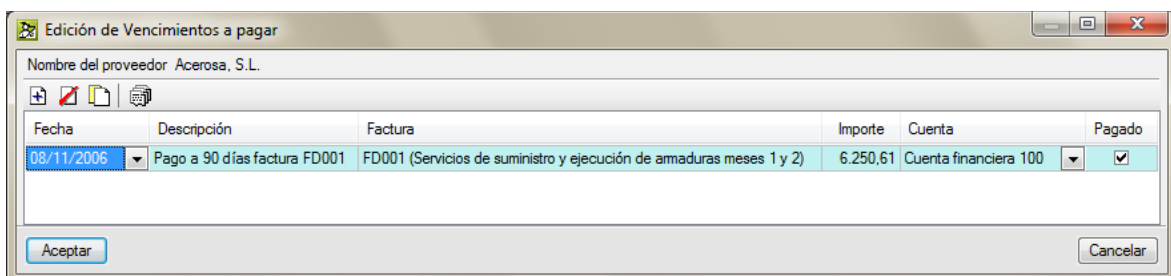 Edición de Vencimientos a pagar
Nombre del proveedor Acerosa, S.L.
Fecha Descripción Factura Importe Cuenta Pagado
08/11/2006 Pago a 90 días factura FD001 FD001 (Servicios de suministro y ejecución de armaduras meses 1 y 2) 6.250,61 Cuenta financiera 100
Aceptar Cancelar